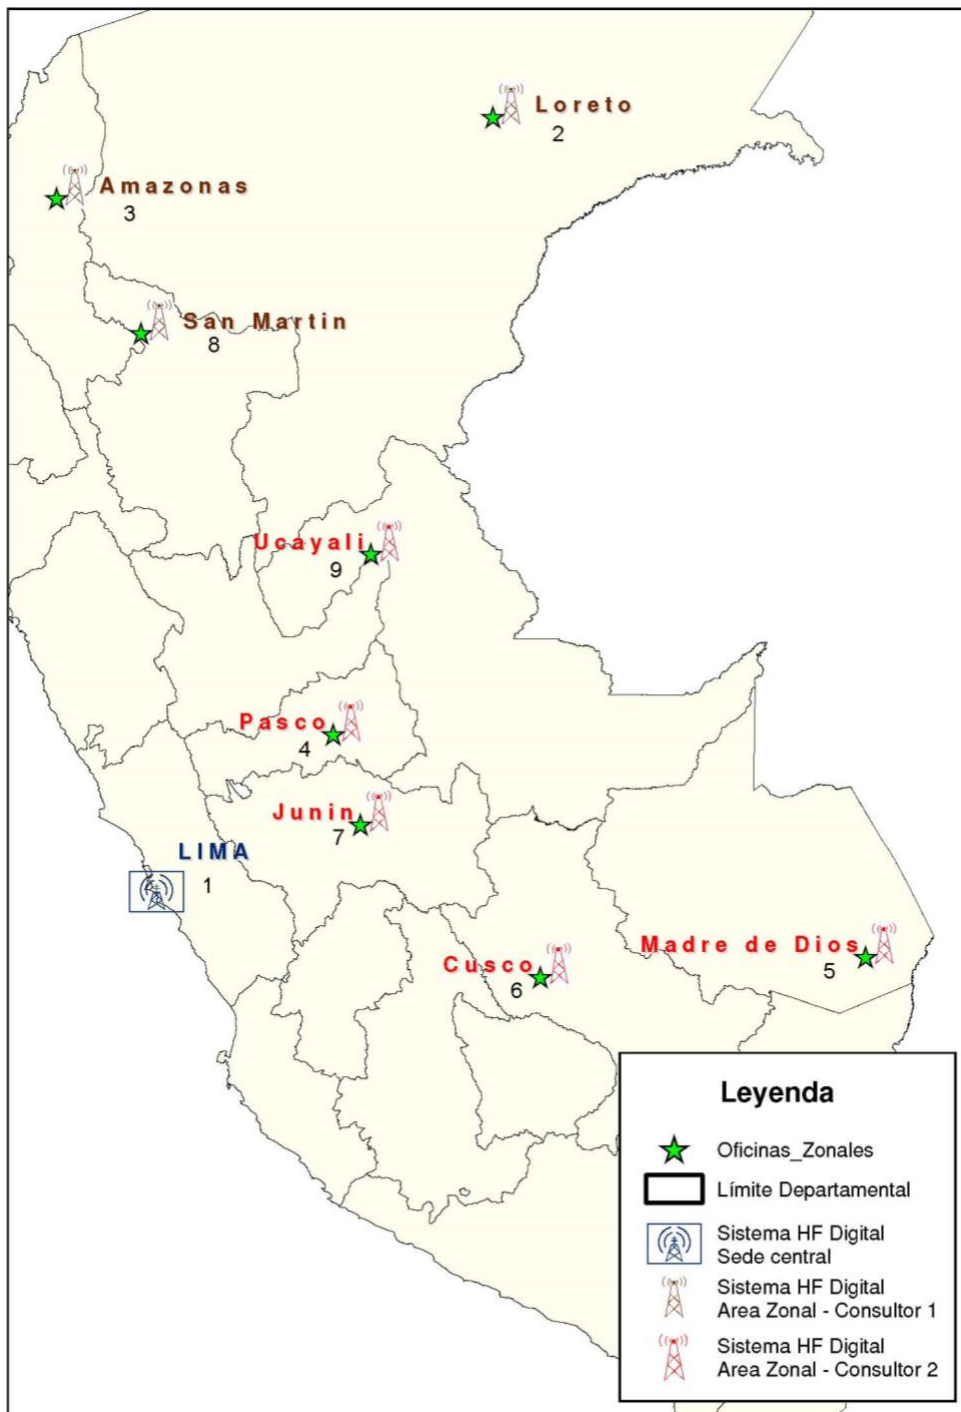 Loreto
2
Amazonas
3
San Martin
8
Ucayali
9
Pasco
4
Junin
7
LIMA
1
Madre de Dios
5
Cusco
6
Leyenda
Oficinas_Zonales
Límite Departamental
Sistema HF Digital
Sede central
Sistema HF Digital
Area Zonal - Consultor 1
Sistema HF Digital
Area Zonal - Consultor 2